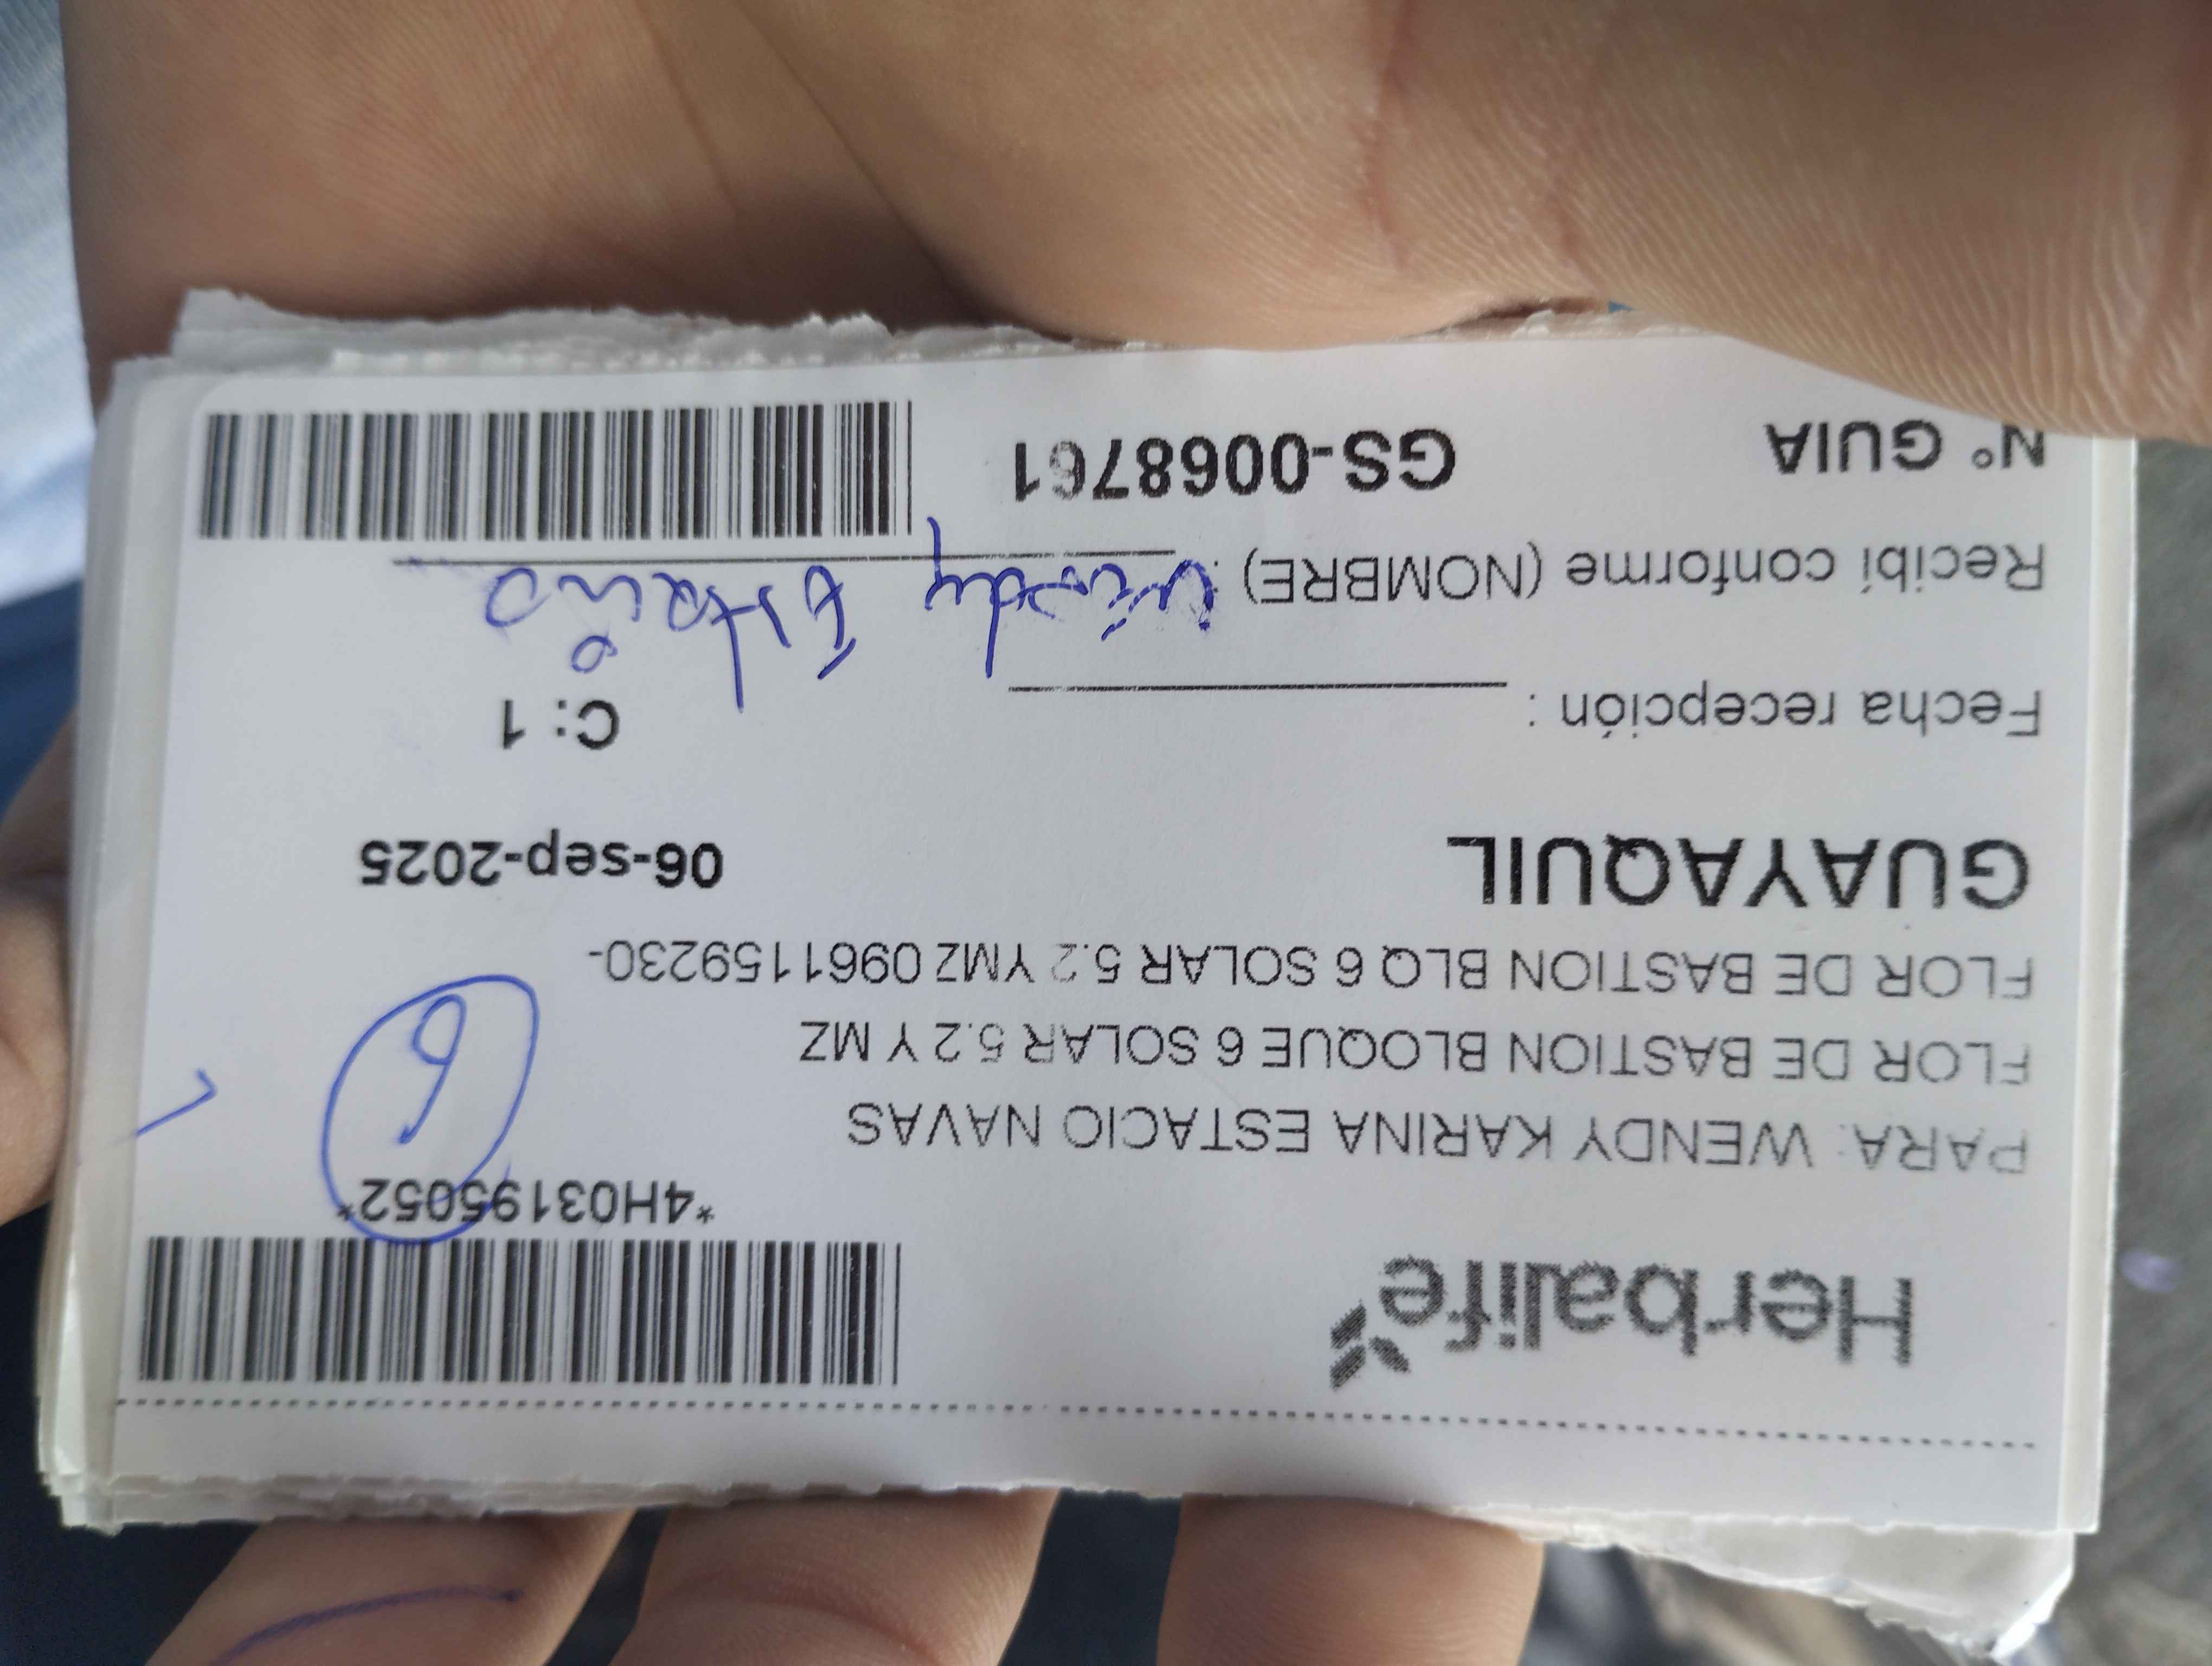 Herbalife
*4H03195052*
PARA: WENDY KARINA ESTACIO NAVAS
FLOR DE BASTION BLOQUE 6 SOLAR 5.2 Y MZ
6
FLOR DE BASTION BLQ 6 SOLAR 5.2 YMZ 0961159230-
GUAYAQUIL 06-sep-2025
Fecha recepción : C: 1
Recibí conforme (NOMBRE) : Wendy Estacio
N° GUIA GS-0068761